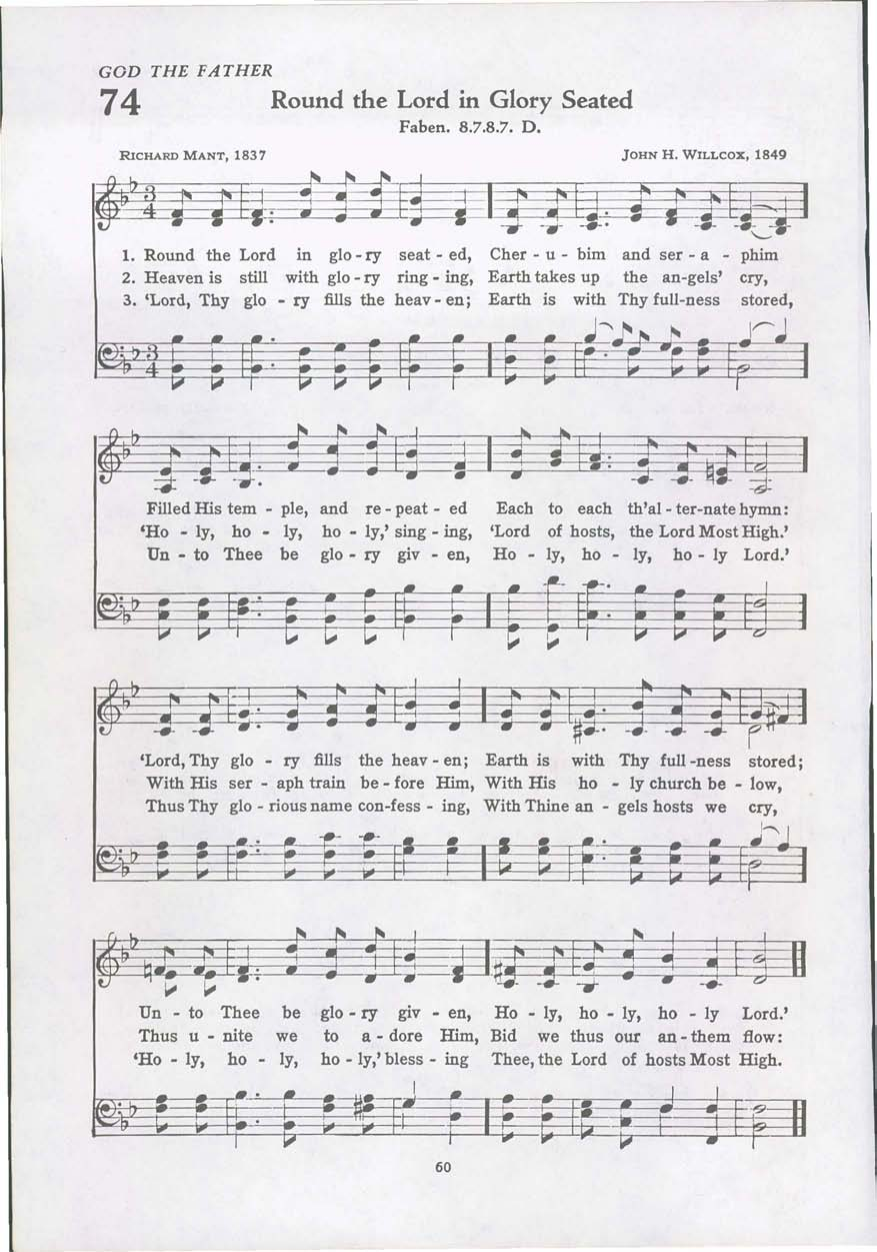 GOD THE FATHER
74
Round the Lord in Glory Seated
Faben. 8.7.8.7. D.
RICHARD MANT, 1837
JOHN H. WILLCOX, 1849
1. Round the Lord in glo - ry seat - ed, Cher - u - bim and ser - a - phim
2. Heaven is still with glo - ry ring - ing, Earth takes up the an-gels' cry,
3. ‘Lord, Thy glo - ry fills the heav - en; Earth is with Thy full-ness stored,
Filled His tem - ple, and re - peat - ed Each to each th'al - ter-nate hymn:
‘Ho - ly, ho - ly, ho - ly,’ sing - ing, ‘Lord of hosts, the Lord Most High.’
Un - to Thee be glo - ry giv - en, Ho - ly, ho - ly, ho - ly Lord.’
‘Lord, Thy glo - ry fills the heav - en; Earth is with Thy full -ness stored;
With His ser - aph train be - fore Him, With His ho - ly church be - low,
Thus Thy glo - rious name con-fess - ing, With Thine an - gels hosts we cry,
Un - to Thee be glo - ry giv - en, Ho - ly, ho - ly, ho - ly Lord.’
Thus u - nite we to a - dore Him, Bid we thus our an - them flow:
‘Ho - ly, ho - ly, ho - ly,’ bless - ing Thee, the Lord of hosts Most High.
60